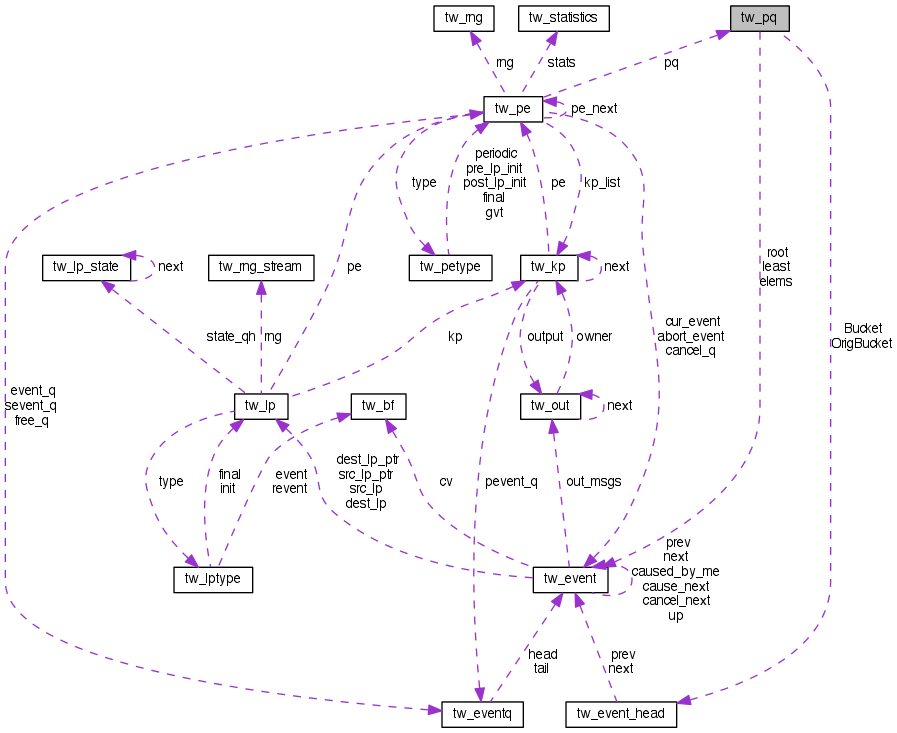 tw_rng
tw_statistics
tw_pq
rng
stats
pq
tw_pe
pe_next
periodic
pre_lp_init
post_lp_init
final
gvt
type
pe
kp_list
tw_lp_state
next
tw_rng_stream
tw_petype
tw_kp
next
pe
root
least
elems
state_qh
rng
kp
output
owner
cur_event
abort_event
cancel_q
Bucket
OrigBucket
event_q
sevent_q
free_q
tw_lp
tw_bf
tw_out
next
type
final
init
event
revent
dest_lp_ptr
src_lp_ptr
src_lp
dest_lp
cv
pevent_q
out_msgs
tw_lptype
tw_event
prev
next
caused_by_me
cause_next
cancel_next
up
head
tail
prev
next
tw_eventq
tw_event_head